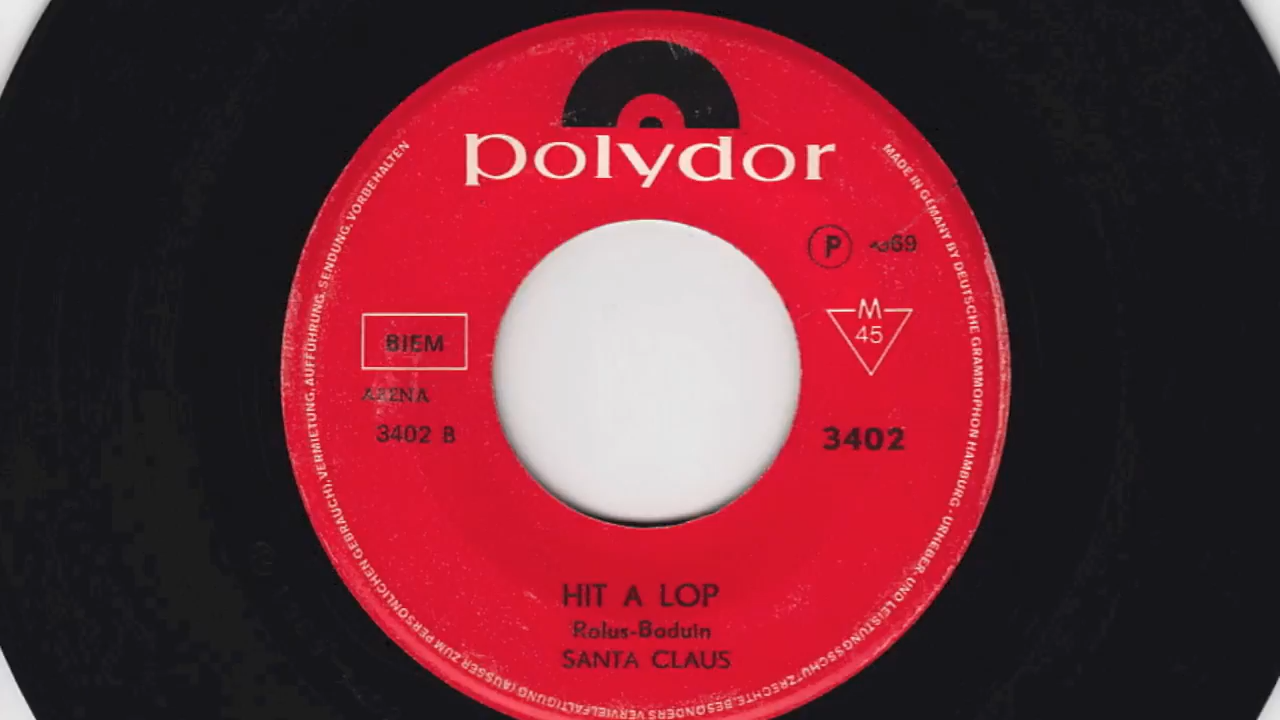 polydor
MADE IN GEMANY BY DEUTSCHE GRAMMOPHON HAMBURG · URHEBER- UND LEISTUNGSSCHUTZRECHTE, BESONDERS VERVIELFÄLTIGUNG (AUSSER ZUM PERSÖNLICHEN GEBRAUCH), VERMIETUNG, AUFFÜHRUNG, SENDUNG, VORBEHALTEN
P
BIEM
M
45
ARENA
3402 B
3402
HIT A LOP
Rolus-Baduin
SANTA CLAUS